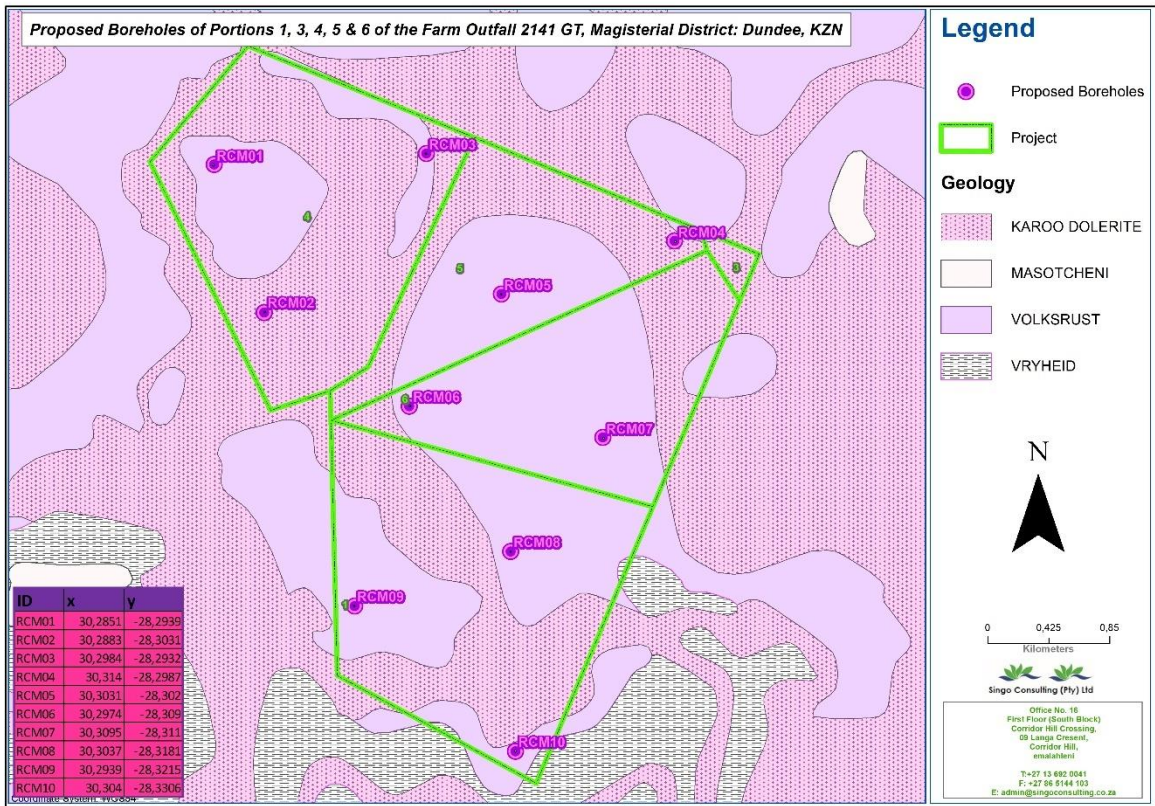 Proposed Boreholes of Portions 1, 3, 4, 5 & 6 of the Farm Outfall 2141 GT, Magisterial District: Dundee, KZN
RCM01
RCM03
4
RCM04
3
5
RCM05
RCM02
6
RCM06
RCM07
RCM08
1
RCM09
RCM10
ID x y
RCM01 30,2851 -28,2939
RCM02 30,2883 -28,3031
RCM03 30,2984 -28,2932
RCM04 30,314 -28,2987
RCM05 30,3031 -28,302
RCM06 30,2974 -28,309
RCM07 30,3095 -28,311
RCM08 30,3037 -28,3181
RCM09 30,2939 -28,3215
RCM10 30,304 -28,3306
Coordinate System: WGS84
Legend
Proposed Boreholes
Project
Geology
KAROO DOLERITE
MASOTCHENI
VOLKSRUST
VRYHEID
N
0 0,425 0,85
Kilometers
Singo Consulting (Pty) Ltd
Office No. 16
First Floor (South Block)
Corridor Hill Crossing,
09 Langa Cresent,
Corridor Hill,
emalahleni
T:+27 13 692 0041
F: +27 86 5144 103
E: admin@singoconsulting.co.za